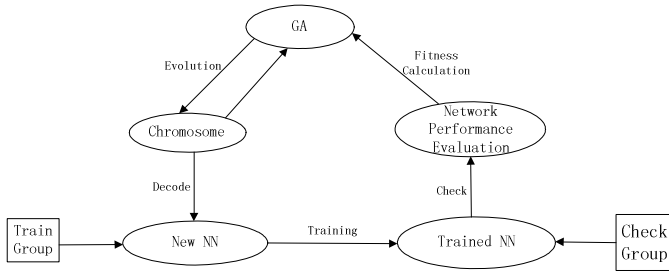 GA
Evolution
Fitness
Calculation
Chromosome
Network
Performance
Evaluation
Decode
Check
Train
Group
New NN
Training
Trained NN
Check
Group